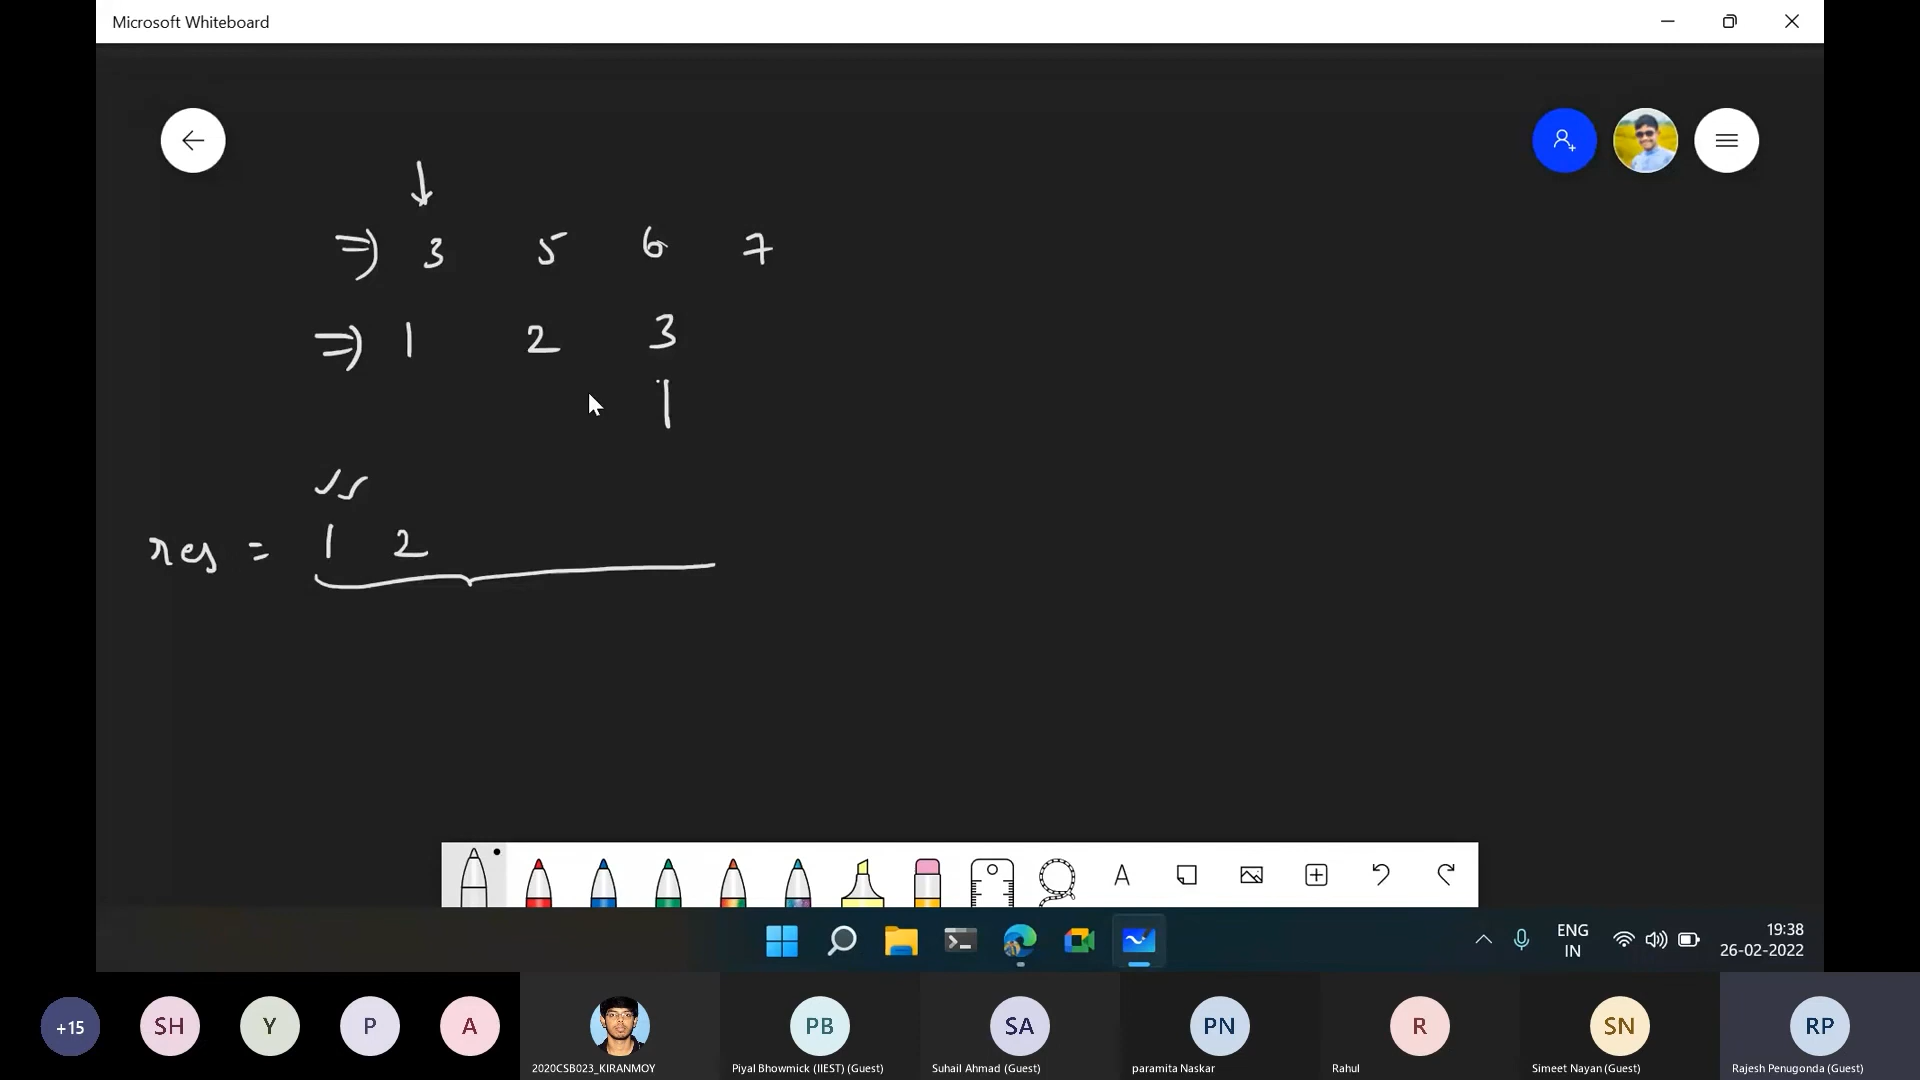 Microsoft Whiteboard
=) 3 5 6 7
=) 1 2 3
res = 1 2
A
ENG
IN
19:38
26-02-2022
+15
SH
Y
P
A
2020CSB023_KIRANMOY
PB
Piyal Bhowmick (IIEST) (Guest)
SA
Suhail Ahmad (Guest)
PN
paramita Naskar
R
Rahul
SN
Simeet Nayan (Guest)
RP
Rajesh Penugonda (Guest)